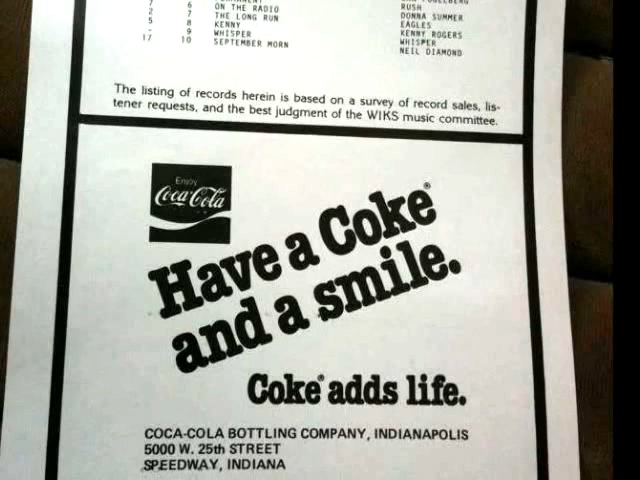 7 6 ON THE RADIO RUSH
2 7 THE LONG RUN DONNA SUMMER
5 8 KENNY EAGLES
- 9 WHISPER KENNY ROGERS
17 10 SEPTEMBER MORN WHISPER
NEIL DIAMOND
The listing of records herein is based on a survey of record sales, lis-
tener requests, and the best judgment of the WIKS music committee.
Enjoy
Coca-Cola
Have a Coke®
and a smile.
Coke® adds life.
COCA-COLA BOTTLING COMPANY, INDIANAPOLIS
5000 W. 25th STREET
SPEEDWAY, INDIANA